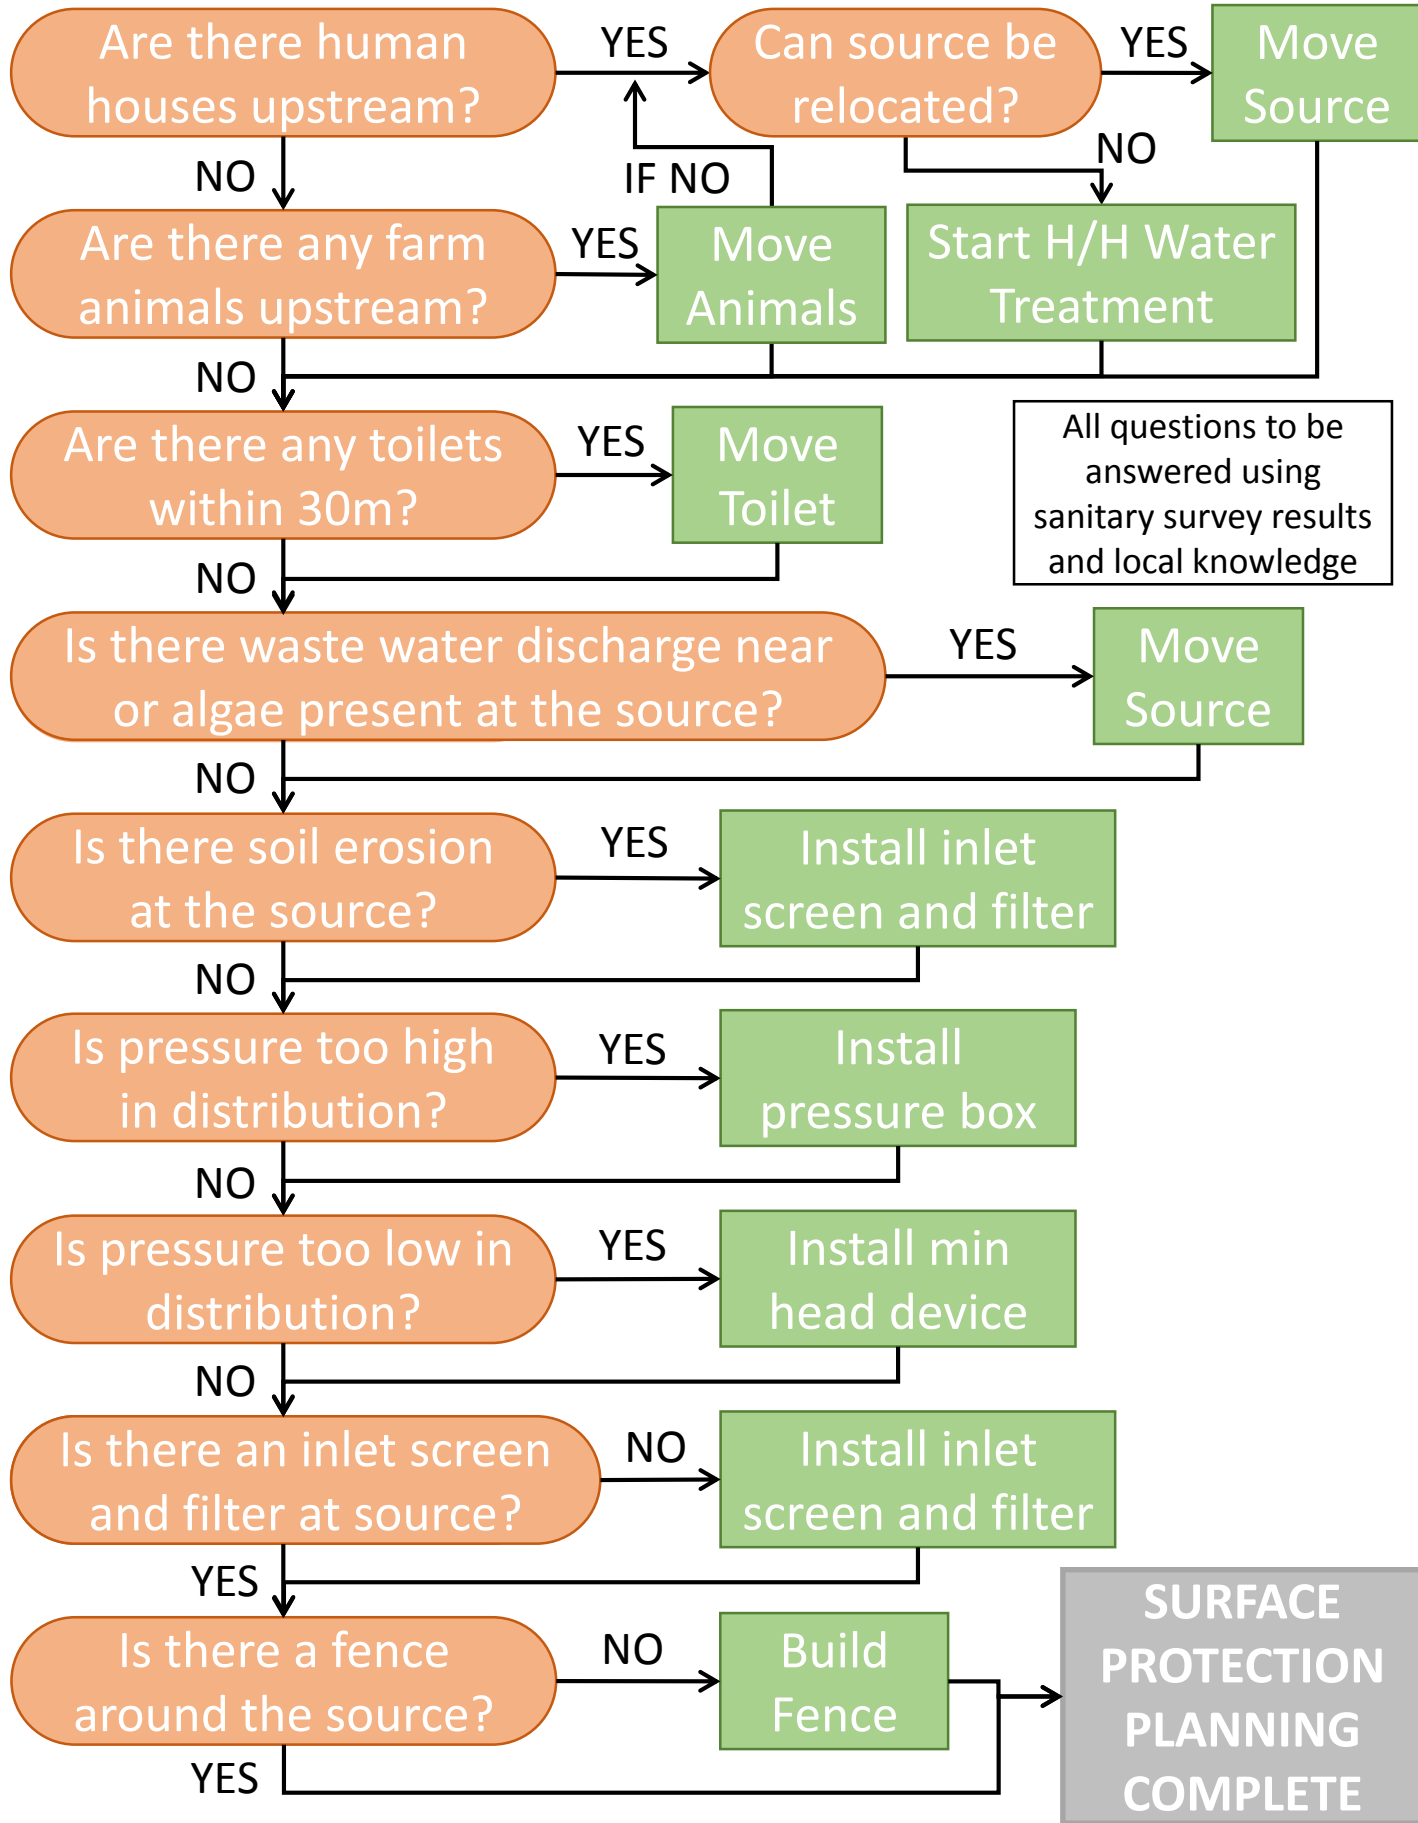 Are there human
houses upstream?
YES
Can source be
relocated?
YES
Move
Source
NO
IF NO
NO
Are there any farm
animals upstream?
YES
Move
Animals
Start H/H Water
Treatment
NO
Are there any toilets
within 30m?
YES
Move
Toilet
All questions to be
answered using
sanitary survey results
and local knowledge
NO
Is there waste water discharge near
or algae present at the source?
YES
Move
Source
NO
Is there soil erosion
at the source?
YES
Install inlet
screen and filter
NO
Is pressure too high
in distribution?
YES
Install
pressure box
NO
Is pressure too low in
distribution?
YES
Install min
head device
NO
Is there an inlet screen
and filter at source?
NO
Install inlet
screen and filter
YES
Is there a fence
around the source?
NO
Build
Fence
YES
SURFACE
PROTECTION
PLANNING
COMPLETE